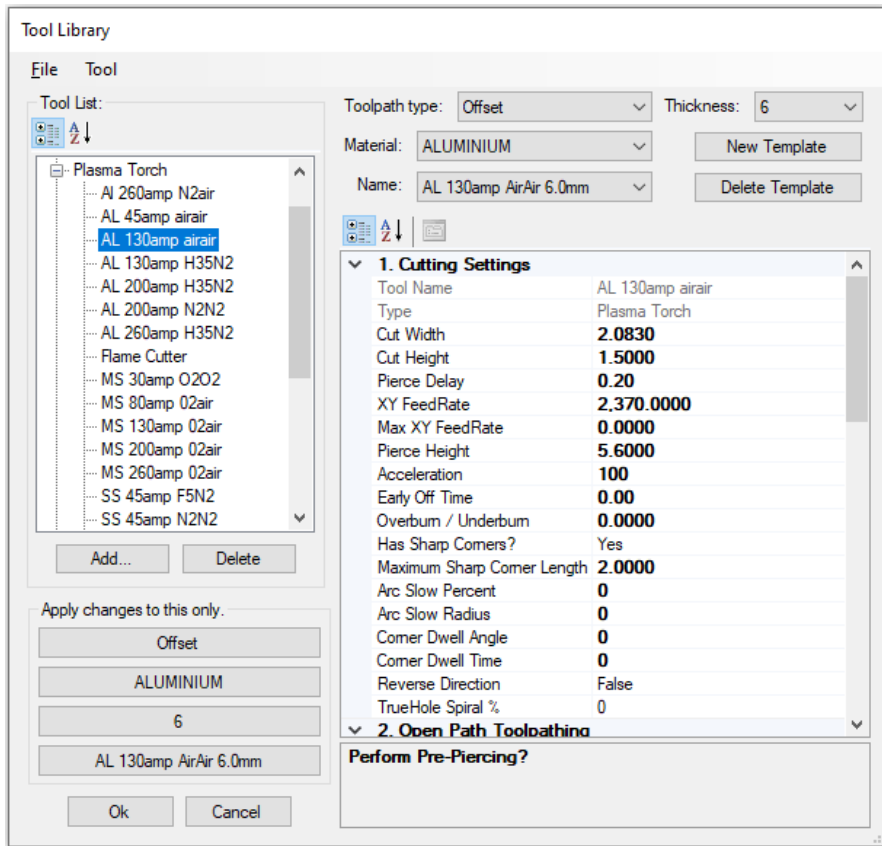 Tool Library
File Tool
Tool List:
Plasma Torch
Al 260amp N2air
AL 45amp airair
AL 130amp airair
AL 130amp H35N2
AL 200amp H35N2
AL 200amp N2N2
AL 260amp H35N2
Flame Cutter
MS 30amp O2O2
MS 80amp 02air
MS 130amp 02air
MS 200amp 02air
MS 260amp 02air
SS 45amp F5N2
SS 45amp N2N2
Add... Delete
Apply changes to this only.
Offset
ALUMINIUM
6
AL 130amp AirAir 6.0mm
Ok Cancel
Toolpath type: Offset Thickness: 6
Material: ALUMINIUM New Template
Name: AL 130amp AirAir 6.0mm Delete Template
1. Cutting Settings
Tool Name AL 130amp airair
Type Plasma Torch
Cut Width 2.0830
Cut Height 1.5000
Pierce Delay 0.20
XY FeedRate 2,370.0000
Max XY FeedRate 0.0000
Pierce Height 5.6000
Acceleration 100
Early Off Time 0.00
Overburn / Underburn 0.0000
Has Sharp Corners? Yes
Maximum Sharp Corner Length 2.0000
Arc Slow Percent 0
Arc Slow Radius 0
Corner Dwell Angle 0
Corner Dwell Time 0
Reverse Direction False
TrueHole Spiral % 0
2. Open Path Toolpathing
Perform Pre-Piercing?